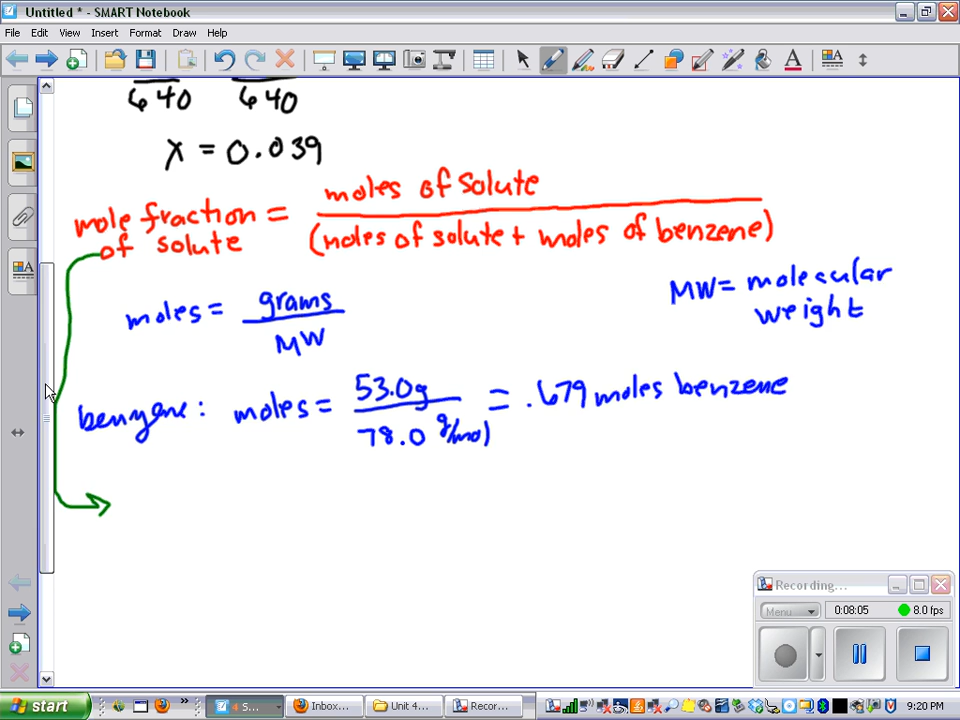 Untitled * - SMART Notebook
File Edit View Insert Format Draw Help
640 640
x = 0.039
mole fraction of solute = moles of solute
(moles of solute + moles of benzene)
MW = molecular weight
moles = grams
MW
benzene: moles = 53.0g = .679 moles benzene
78.0 g/mol
Recording...
Menu 0:08:05 8.0 fps
start 4 S... Inbox... Unit 4... Recor... 9:20 PM